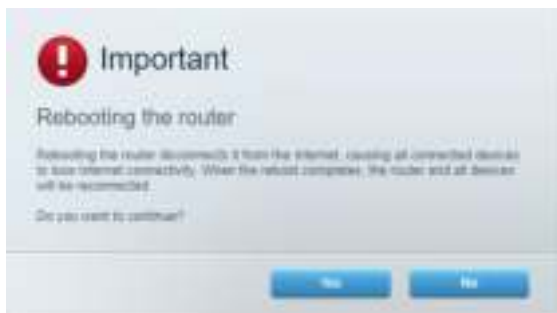 Important
Rebooting the router
Rebooting the router disconnects it from the Internet, causing all connected devices
to lose Internet connectivity. When the reboot completes, the router and all devices
will be reconnected.
Do you want to continue?
Yes No